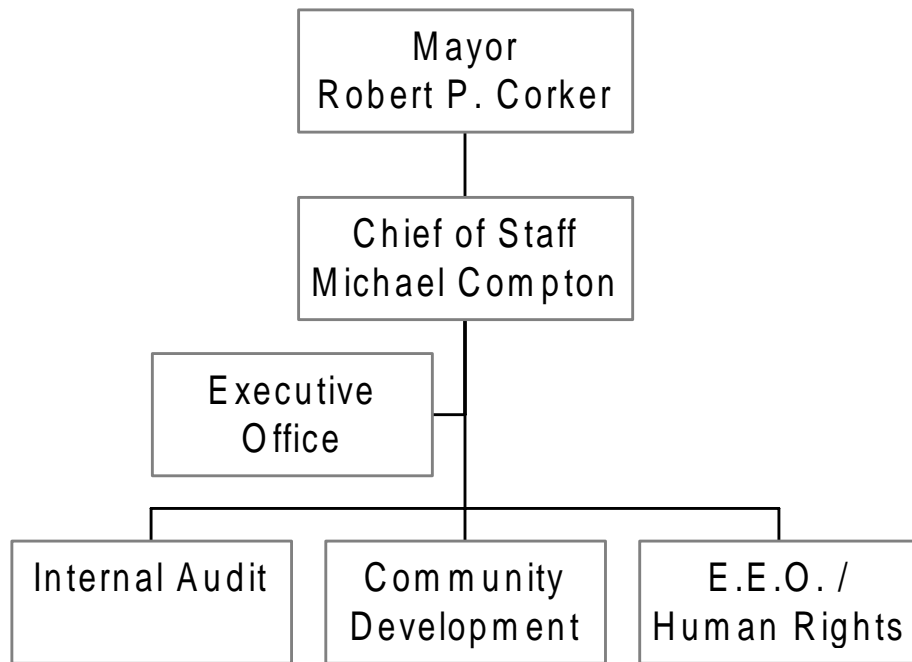 Mayor
Robert P. Corker
Chief of Staff
Michael Compton
Executive
Office
Internal Audit
Community
Development
E.E.O. /
Human Rights